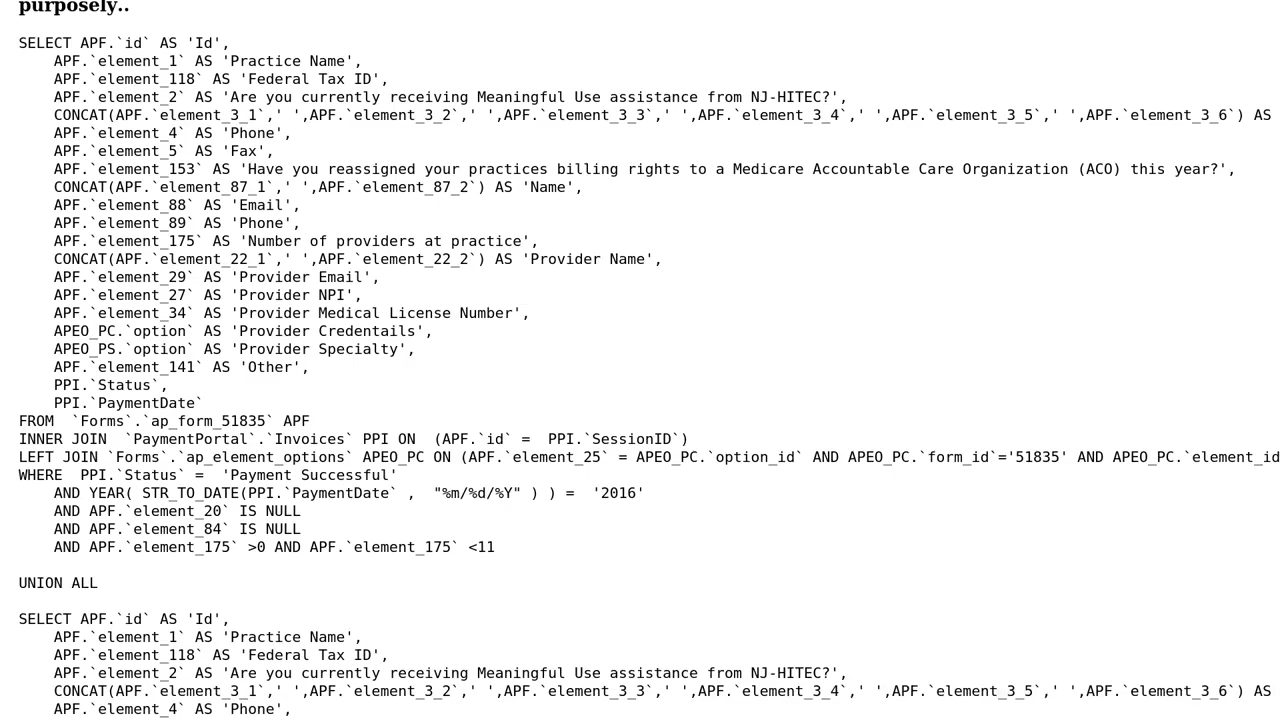 purposely..
SELECT APF.`id` AS 'Id',
    APF.`element_1` AS 'Practice Name',
    APF.`element_118` AS 'Federal Tax ID',
    APF.`element_2` AS 'Are you currently receiving Meaningful Use assistance from NJ-HITEC?',
    CONCAT(APF.`element_3_1`,' ',APF.`element_3_2`,' ',APF.`element_3_3`,' ',APF.`element_3_4`,' ',APF.`element_3_5`,' ',APF.`element_3_6`) AS
    APF.`element_4` AS 'Phone',
    APF.`element_5` AS 'Fax',
    APF.`element_153` AS 'Have you reassigned your practices billing rights to a Medicare Accountable Care Organization (ACO) this year?',
    CONCAT(APF.`element_87_1`,' ',APF.`element_87_2`) AS 'Name',
    APF.`element_88` AS 'Email',
    APF.`element_89` AS 'Phone',
    APF.`element_175` AS 'Number of providers at practice',
    CONCAT(APF.`element_22_1`,' ',APF.`element_22_2`) AS 'Provider Name',
    APF.`element_29` AS 'Provider Email',
    APF.`element_27` AS 'Provider NPI',
    APF.`element_34` AS 'Provider Medical License Number',
    APEO_PC.`option` AS 'Provider Credentails',
    APEO_PS.`option` AS 'Provider Specialty',
    APF.`element_141` AS 'Other',
    PPI.`Status`,
    PPI.`PaymentDate`
FROM  `Forms`.`ap_form_51835` APF
INNER JOIN  `PaymentPortal`.`Invoices` PPI ON  (APF.`id` =  PPI.`SessionID`)
LEFT JOIN `Forms`.`ap_element_options` APEO_PC ON (APF.`element_25` = APEO_PC.`option_id` AND APEO_PC.`form_id`='51835' AND APEO_PC.`element_id
WHERE  PPI.`Status` =  'Payment Successful'
    AND YEAR( STR_TO_DATE(PPI.`PaymentDate` ,  "%m/%d/%Y" ) ) =  '2016'
    AND APF.`element_20` IS NULL
    AND APF.`element_84` IS NULL
    AND APF.`element_175` >0 AND APF.`element_175` <11
UNION ALL
SELECT APF.`id` AS 'Id',
    APF.`element_1` AS 'Practice Name',
    APF.`element_118` AS 'Federal Tax ID',
    APF.`element_2` AS 'Are you currently receiving Meaningful Use assistance from NJ-HITEC?',
    CONCAT(APF.`element_3_1`,' ',APF.`element_3_2`,' ',APF.`element_3_3`,' ',APF.`element_3_4`,' ',APF.`element_3_5`,' ',APF.`element_3_6`) AS
    APF.`element_4` AS 'Phone',